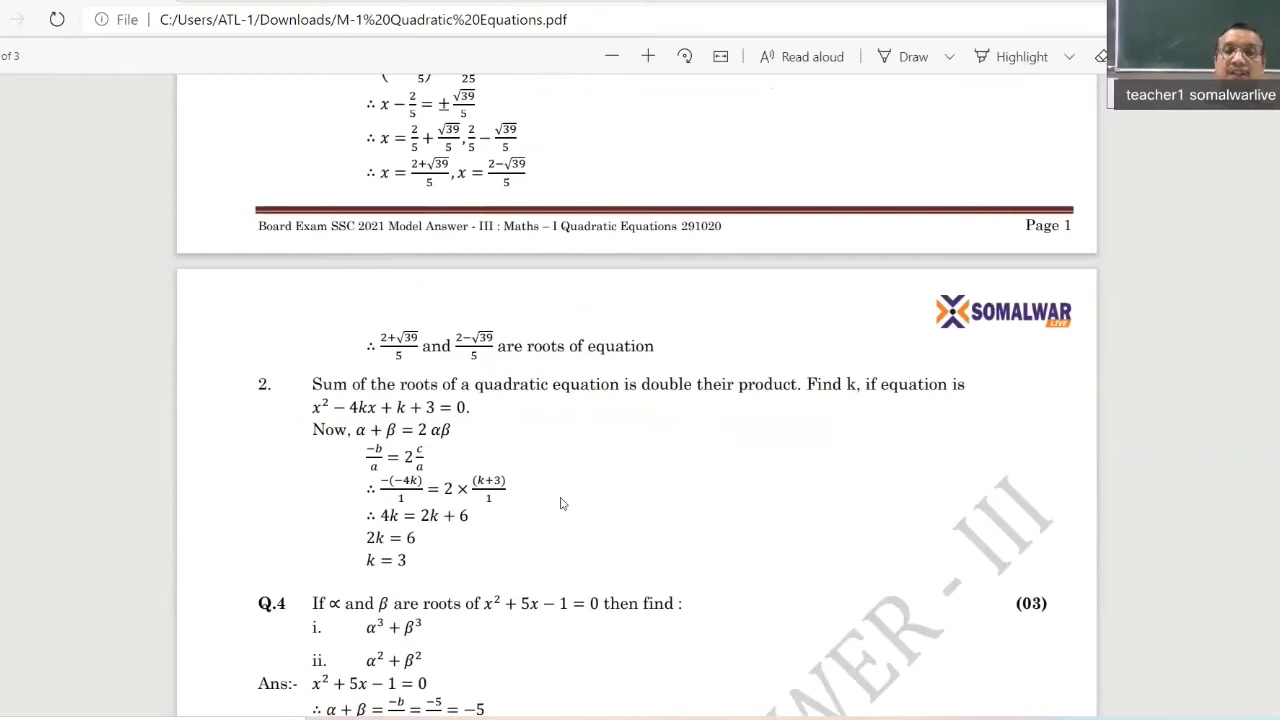 File C:/Users/ATL-1/Downloads/M-1%20Quadratic%20Equations.pdf
of 3
Read aloud Draw Highlight
teacher1 somalwarlive
5) 25
∴ x − 2/5 = ± √39/5
∴ x = 2/5 + √39/5, 2/5 − √39/5
∴ x = 2+√39/5, x = 2−√39/5
Board Exam SSC 2021 Model Answer - III : Maths – I Quadratic Equations 291020 Page 1
SOMALWAR
LIVE
∴ 2+√39/5 and 2−√39/5 are roots of equation
2. Sum of the roots of a quadratic equation is double their product. Find k, if equation is
x² − 4kx + k + 3 = 0.
Now, α + β = 2 αβ
−b/a = 2 c/a
∴ −(−4k)/1 = 2 × (k+3)/1
∴ 4k = 2k + 6
2k = 6
k = 3
Q.4 If ∝ and β are roots of x² + 5x − 1 = 0 then find : (03)
i. α³ + β³
ii. α² + β²
Ans:- x² + 5x − 1 = 0
∴ α + β = −b = −5 = −5
WER - III